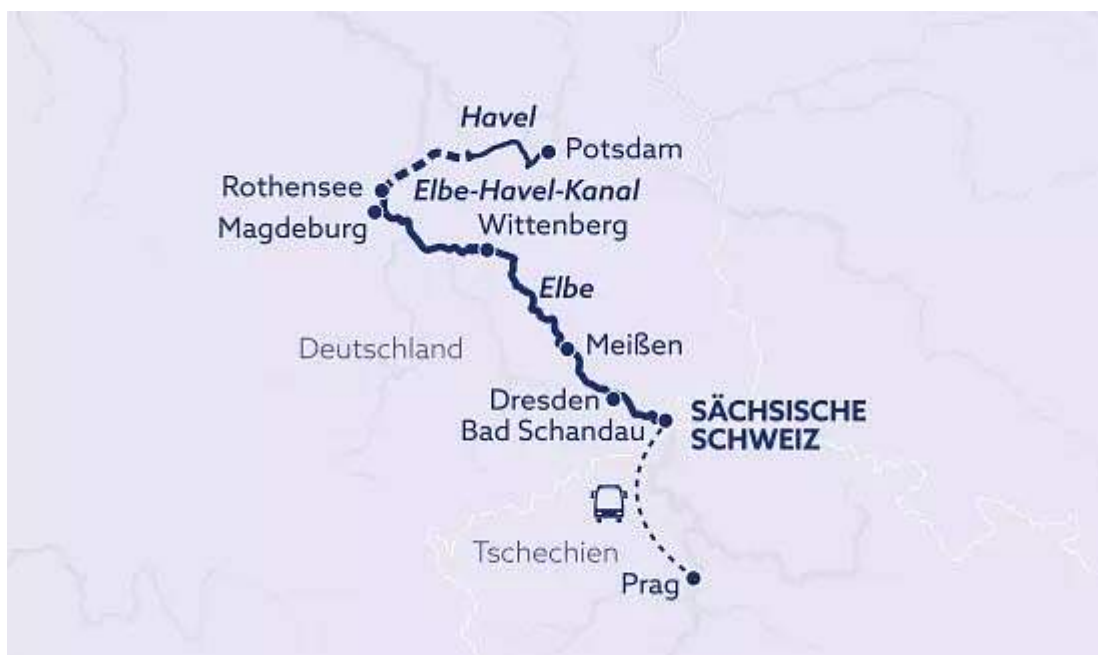 Havel
Potsdam
Rothensee
Elbe-Havel-Kanal
Magdeburg
Wittenberg
Elbe
Deutschland
Meißen
Dresden
Bad Schandau
SÄCHSISCHE
SCHWEIZ
Tschechien
Prag